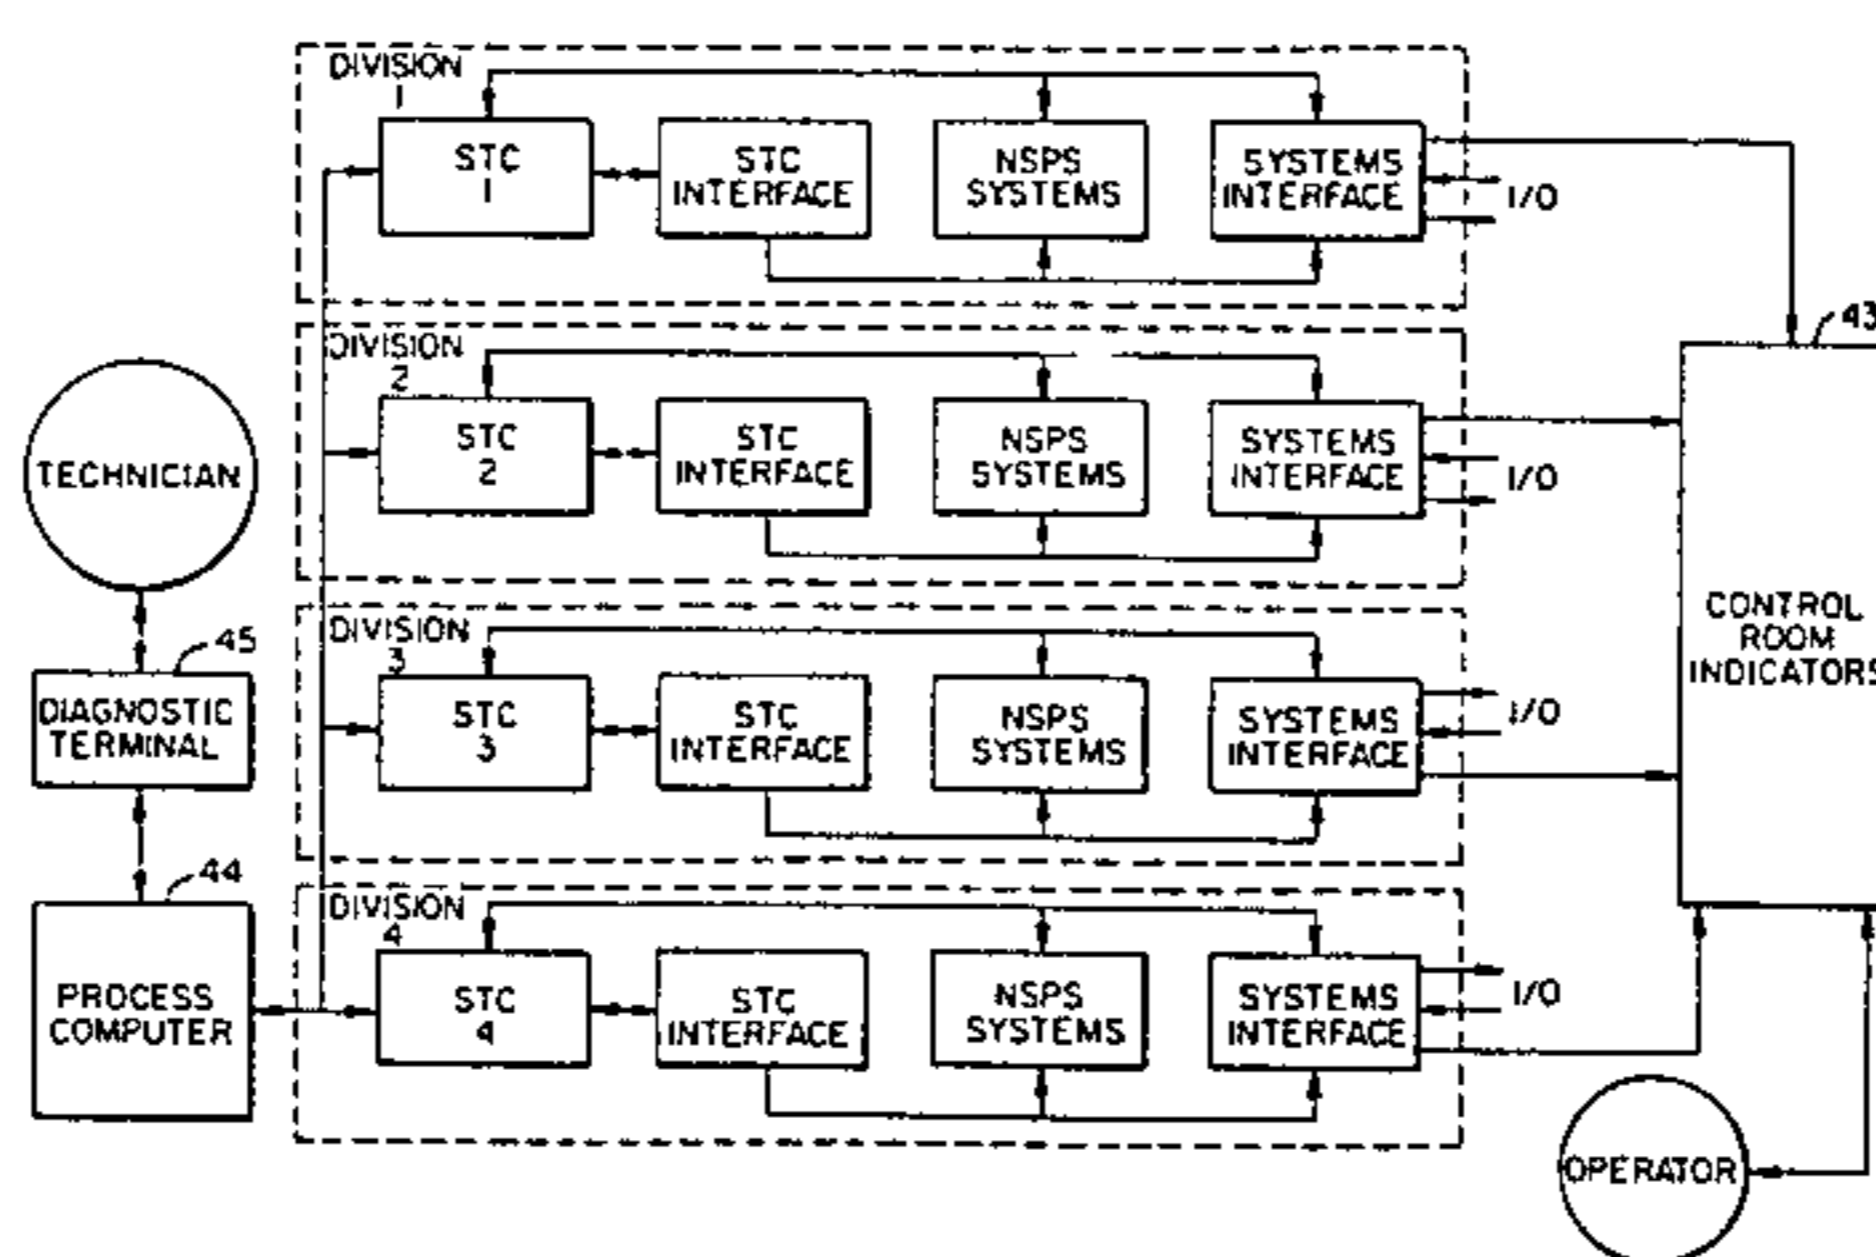 DIVISION
1
STC
1
STC
INTERFACE
NSPS
SYSTEMS
SYSTEMS
INTERFACE
I/O
43
DIVISION
2
STC
2
STC
INTERFACE
NSPS
SYSTEMS
SYSTEMS
INTERFACE
I/O
TECHNICIAN
CONTROL
ROOM
INDICATORS
DIVISION
3
STC
3
STC
INTERFACE
NSPS
SYSTEMS
SYSTEMS
INTERFACE
I/O
45
DIAGNOSTIC
TERMINAL
44
PROCESS
COMPUTER
DIVISION
4
STC
4
STC
INTERFACE
NSPS
SYSTEMS
SYSTEMS
INTERFACE
I/O
OPERATOR